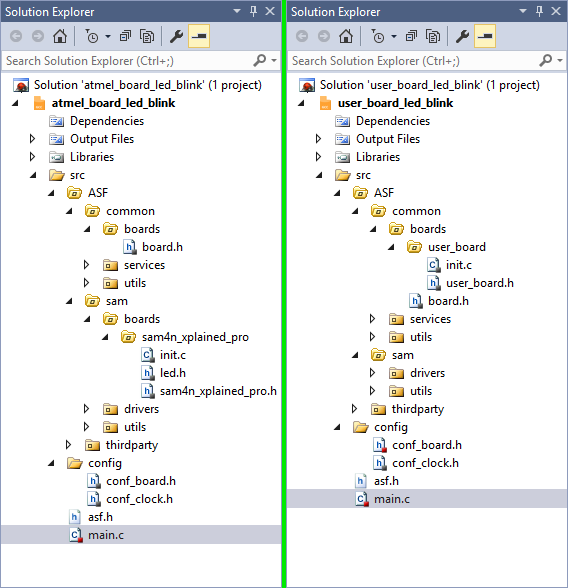 Solution Explorer
Search Solution Explorer (Ctrl+;)
Solution 'atmel_board_led_blink' (1 project)
atmel_board_led_blink
Dependencies
Output Files
Libraries
src
ASF
common
boards
board.h
services
utils
sam
boards
sam4n_xplained_pro
init.c
led.h
sam4n_xplained_pro.h
drivers
utils
thirdparty
config
conf_board.h
conf_clock.h
asf.h
main.c
Solution Explorer
Search Solution Explorer (Ctrl+;)
Solution 'user_board_led_blink' (1 project)
user_board_led_blink
Dependencies
Output Files
Libraries
src
ASF
common
boards
user_board
init.c
user_board.h
board.h
services
utils
sam
drivers
utils
thirdparty
config
conf_board.h
conf_clock.h
asf.h
main.c